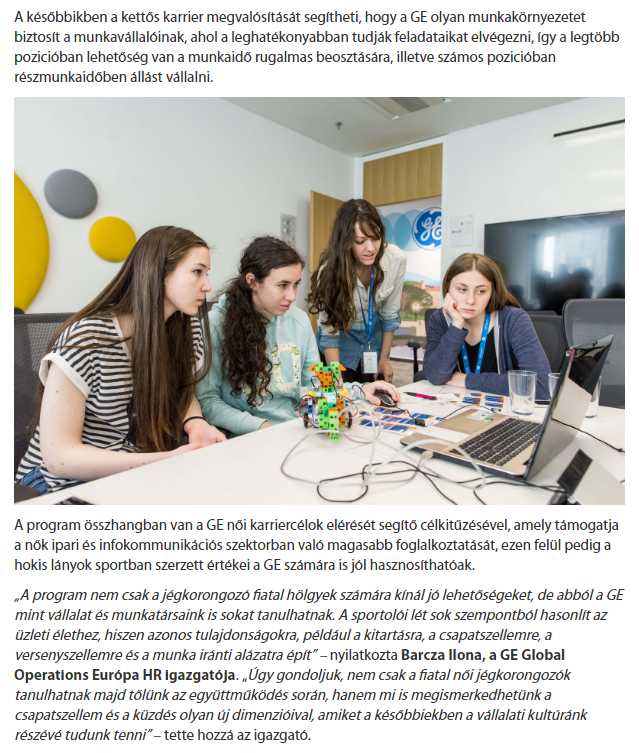 A későbbikben a kettős karrier megvalósítását segítheti, hogy a GE olyan munkakörnyezetet
biztosít a munkavállalóinak, ahol a leghatékonyabban tudják feladataikat elvégezni, így a legtöbb
pozicióban lehetőség van a munkaidő rugalmas beosztására, illetve számos pozicióban
részmunkaidőben állást vállalni.
GE
A program összhangban van a GE női karriercélok elérését segítő célkitűzésével, amely támogatja
a nők ipari és infokommunikációs szektorban való magasabb foglalkoztatását, ezen felül pedig a
hokis lányok sportban szerzett értékei a GE számára is jól hasznosíthatóak.
„A program nem csak a jégkorongozó fiatal hölgyek számára kínál jó lehetőségeket, de abból a GE
mint vállalat és munkatársaink is sokat tanulhatnak. A sportolói lét sok szempontból hasonlít az
üzleti élethez, hiszen azonos tulajdonságokra, például a kitartásra, a csapatszellemre, a
versenyszellemre és a munka iránti alázatra épít” – nyilatkozta Barcza Ilona, a GE Global
Operations Európa HR igazgatója. „Úgy gondoljuk, nem csak a fiatal női jégkorongozók
tanulhatnak majd tőlünk az együttműködés során, hanem mi is megismerkedhetünk a
csapatszellem és a küzdés olyan új dimenzióival, amiket a későbbiekben a vállalati kultúránk
részévé tudunk tenni” – tette hozzá az igazgató.